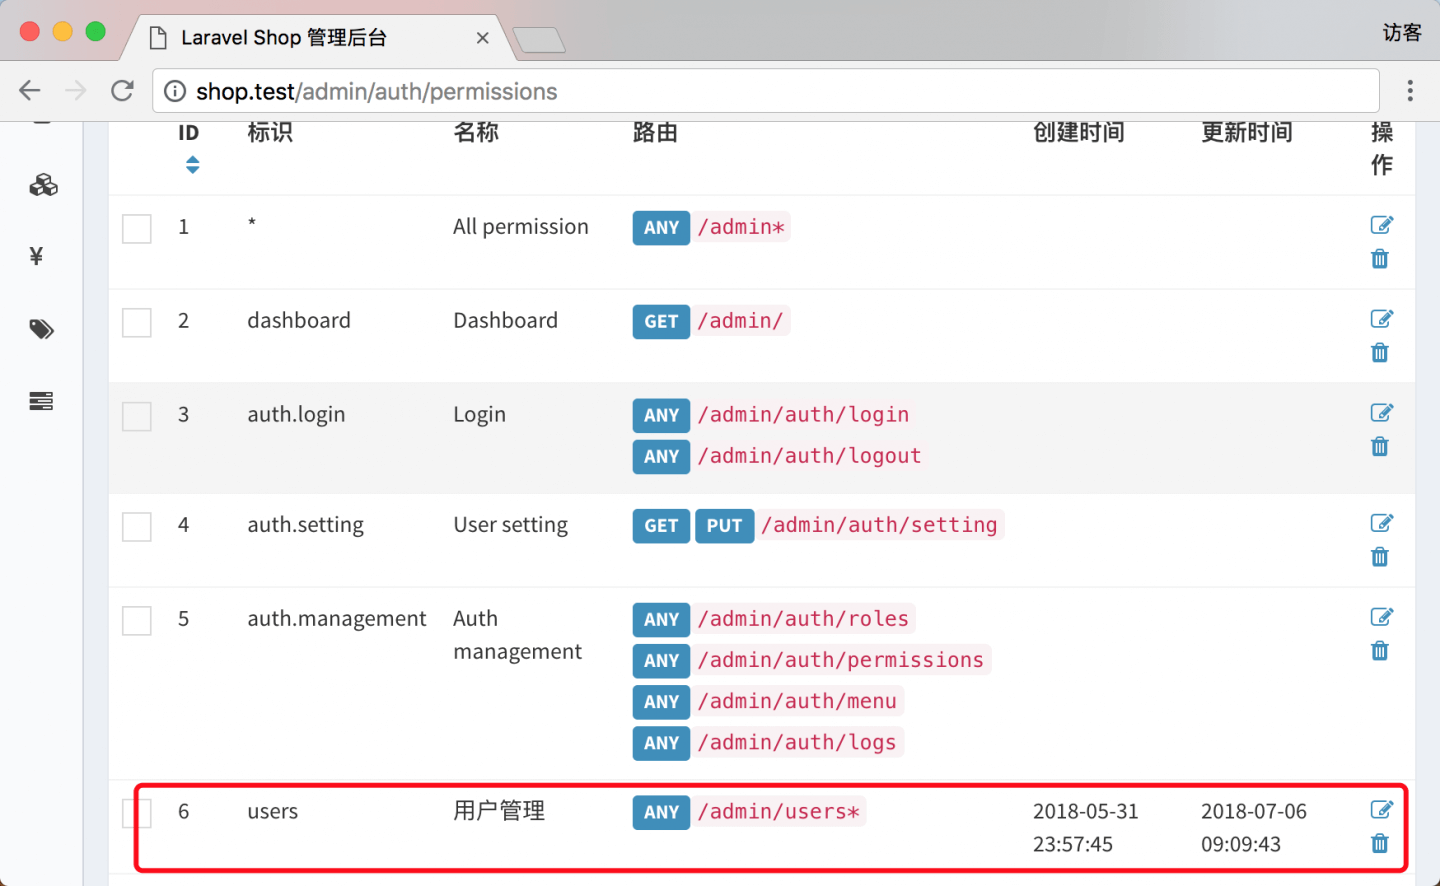 Laravel Shop 管理后台
访客
shop.test/admin/auth/permissions
ID 标识 名称 路由 创建时间 更新时间 操作
1 * All permission ANY /admin*
2 dashboard Dashboard GET /admin/
3 auth.login Login ANY /admin/auth/login
ANY /admin/auth/logout
4 auth.setting User setting GET PUT /admin/auth/setting
5 auth.management Auth management ANY /admin/auth/roles
ANY /admin/auth/permissions
ANY /admin/auth/menu
ANY /admin/auth/logs
6 users 用户管理 ANY /admin/users* 2018-05-31 23:57:45 2018-07-06 09:09:43